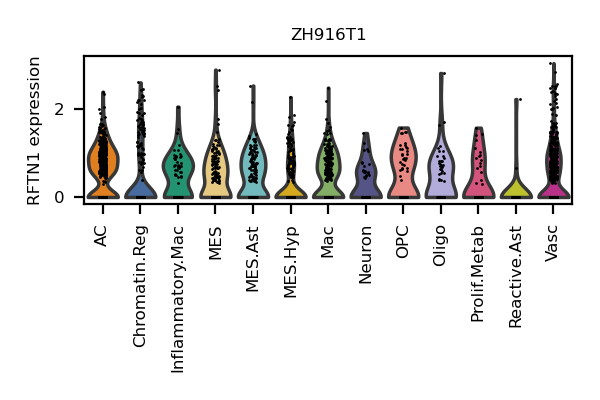 ZH916T1
RFTN1 expression
2
0
AC
Chromatin.Reg
Inflammatory.Mac
MES
MES.Ast
MES.Hyp
Mac
Neuron
OPC
Oligo
Prolif.Metab
Reactive.Ast
Vasc